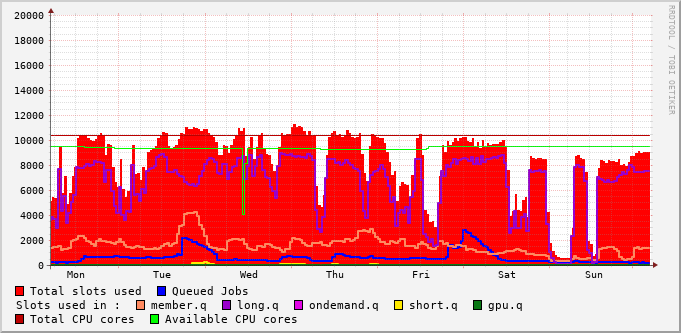 20000
18000
16000
14000
12000
10000
8000
6000
4000
2000
0
Mon Tue Wed Thu Fri Sat Sun
RRDTOOL / TOBI OETIKER
Total slots used Queued Jobs
Slots used in : member.q long.q ondemand.q short.q gpu.q
Total CPU cores Available CPU cores